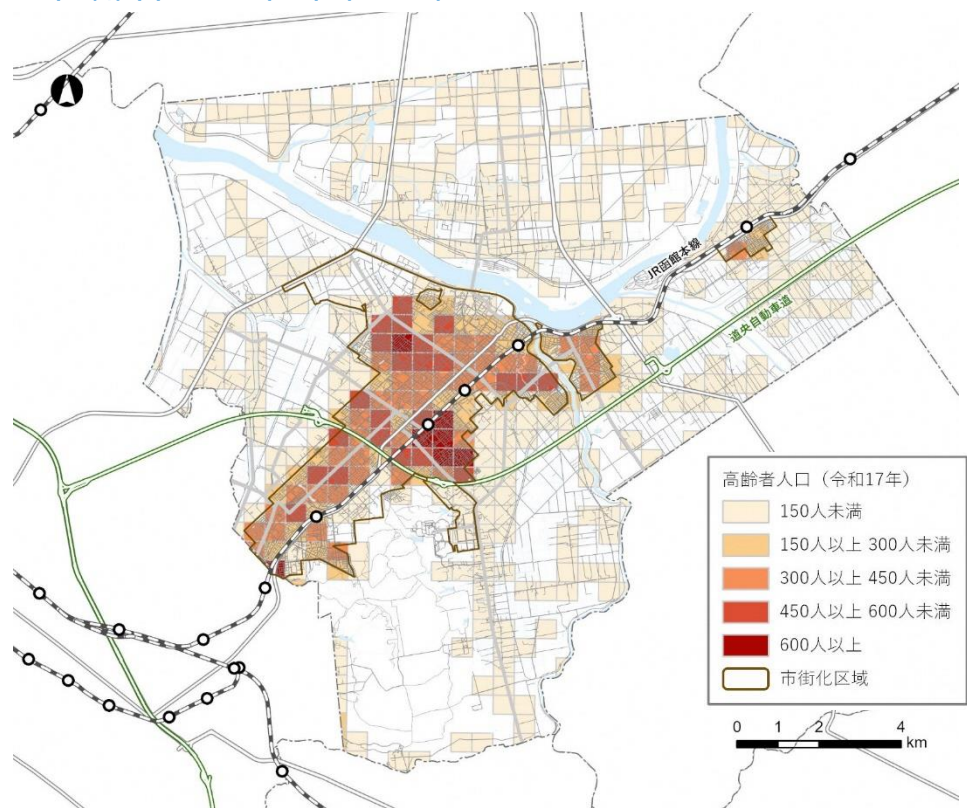 JR函館本線
道央自動車道
高齢者人口（令和17年）
150人未満
150人以上 300人未満
300人以上 450人未満
450人以上 600人未満
600人以上
市街化区域
0 2 4
km